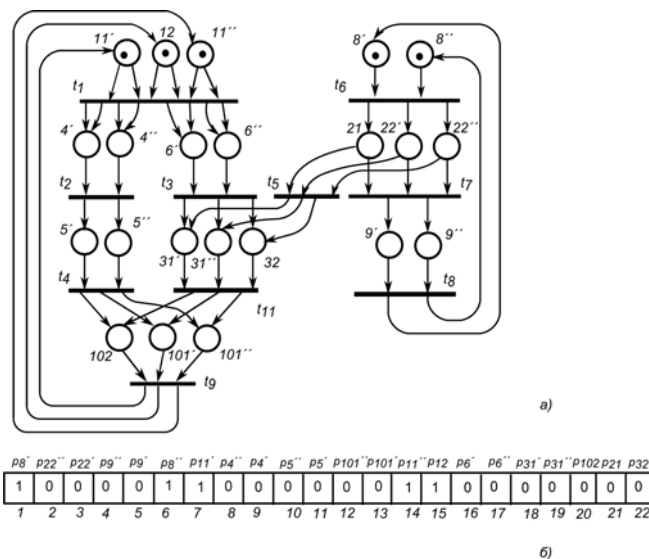 11′ 12 11′′ 8′ 8′′
t1 t6
4′ 4′′ 6′ 6′′ 21 22′ 22′′
t2 t3 t5 t7
5′ 5′′ 31′ 31′′ 32 9′ 9′′
t4 t11 t8
102 101′ 101′′
t9
а)
p8′ p22′′ p22′ p9′′ p9′ p8′′ p11′ p4′′ p4′ p5′′ p5′ p101′′ p101′ p11′′ p12 p6′ p6′′ p31′ p31′′ p102 p21 p32
1 0 0 0 0 1 1 0 0 0 0 0 0 1 1 0 0 0 0 0 0 0
1 2 3 4 5 6 7 8 9 10 11 12 13 14 15 16 17 18 19 20 21 22
б)